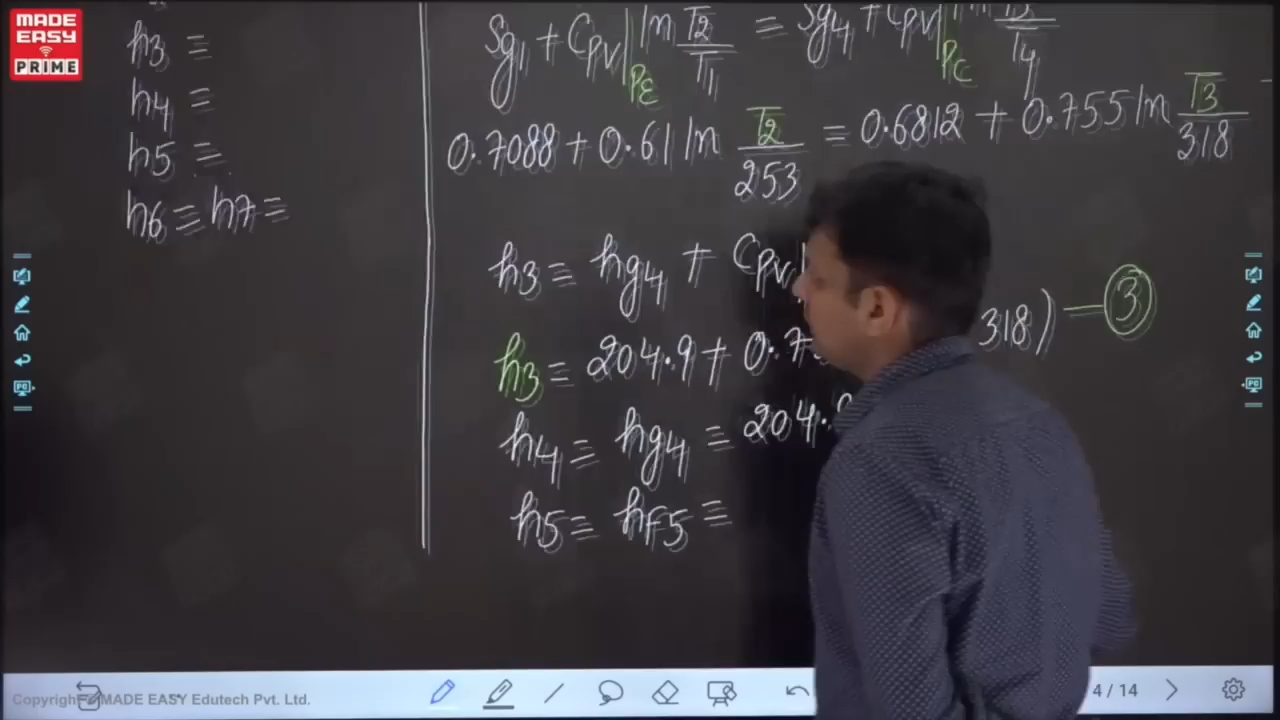 MADE
EASY
PRIME
h3 =
h4 =
h5 =
h6 = h7 =
Sg1 + Cpv| ln T2/T1 = Sg4 + Cpv| ln T3/T4
PE PC
0.7088 + 0.61 ln T2/253 = 0.6812 + 0.755 ln T3/318
h3 = hg4 + Cpv
318) - 3
h3 = 204.9 + 0.7
h4 = hg4 = 204.
h5 = hF5 =
Copyright © MADE EASY Edutech Pvt. Ltd.
4 / 14